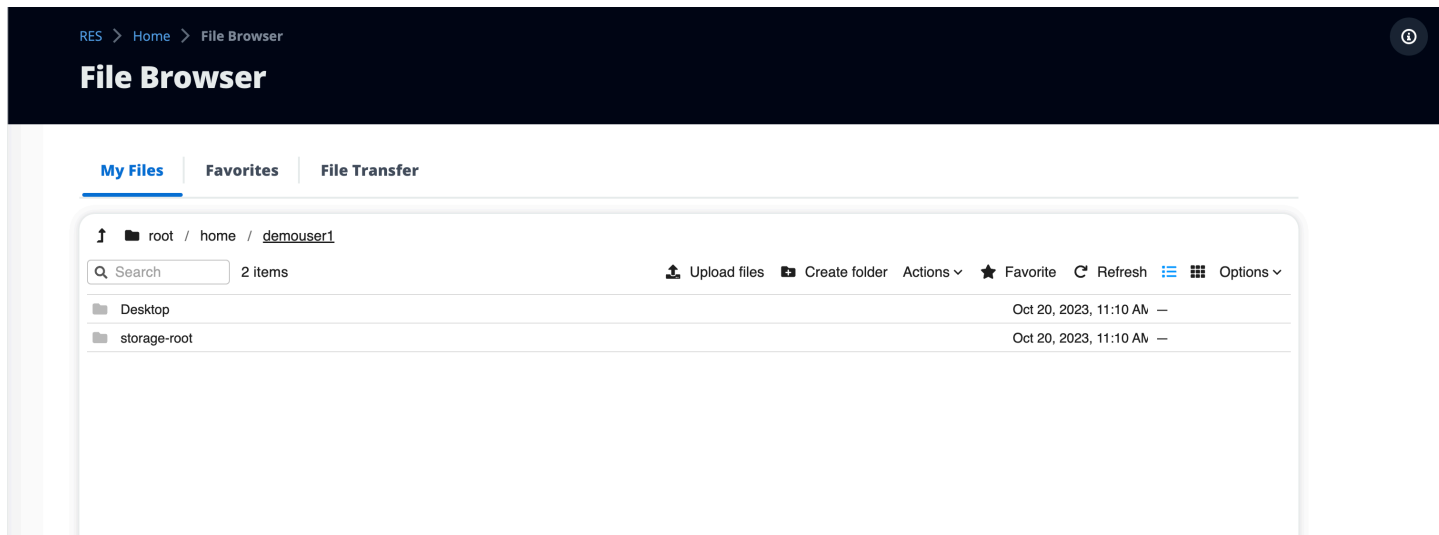 RES > Home > File Browser
File Browser
My Files Favorites File Transfer
root / home / demouser1
Search 2 items Upload files Create folder Actions Favorite Refresh Options
Desktop Oct 20, 2023, 11:10 AM —
storage-root Oct 20, 2023, 11:10 AM —